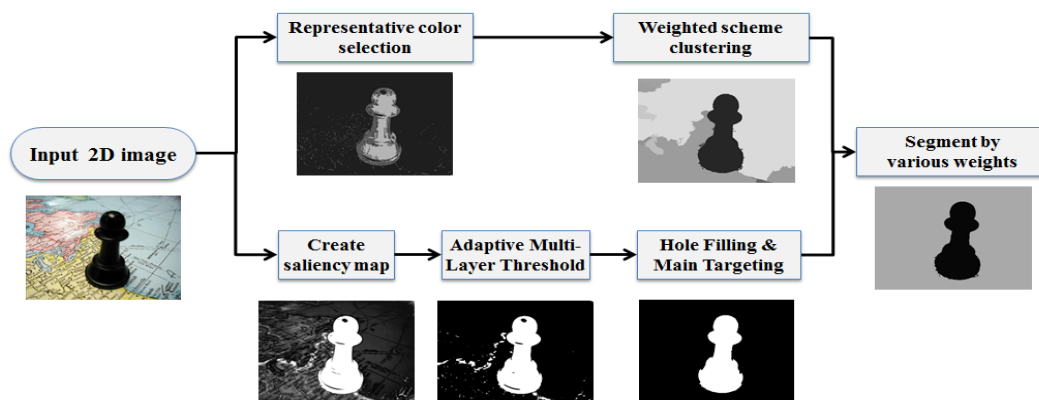 Representative color
selection
Weighted scheme
clustering
Input 2D image
Segment by
various weights
Create
saliency map
Adaptive Multi-
Layer Threshold
Hole Filling &
Main Targeting